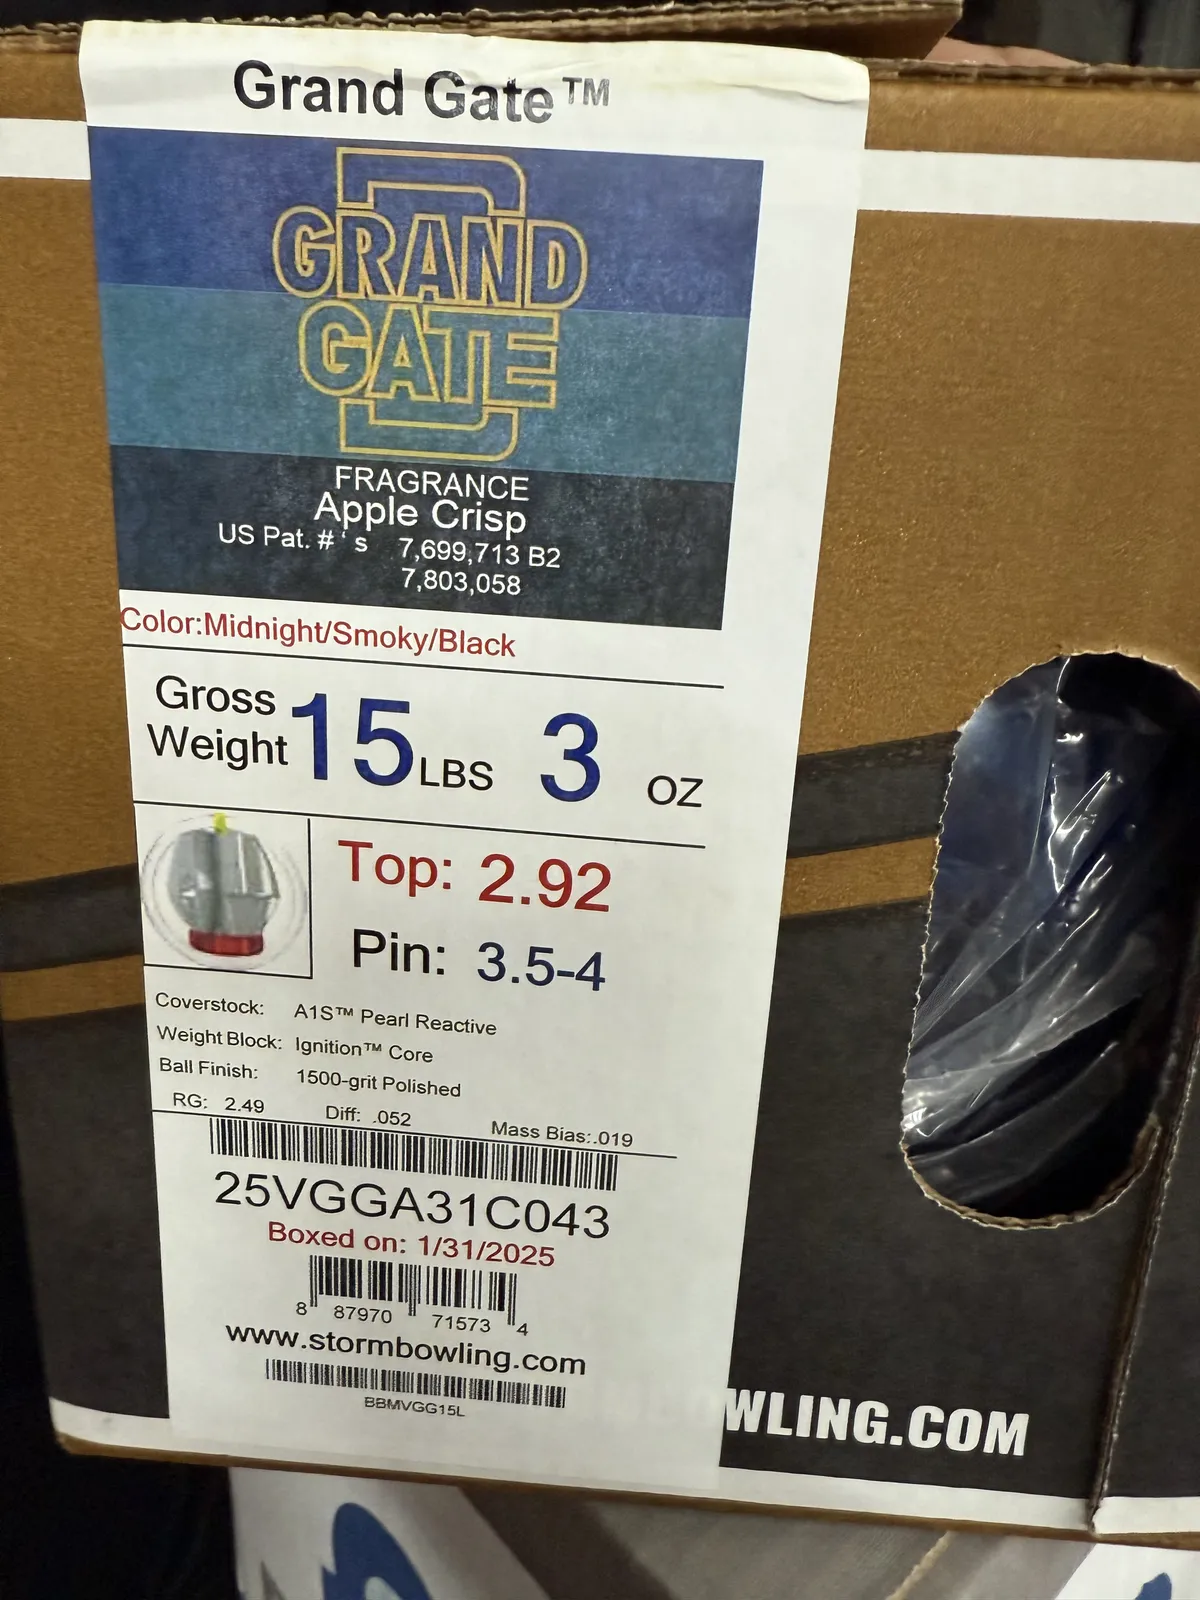 Grand Gate™
GRAND
GATE
FRAGRANCE
Apple Crisp
US Pat. # ' s 7,699,713 B2
7,803,058
Color:Midnight/Smoky/Black
Gross
Weight 15 LBS 3 OZ
Top: 2.92
Pin: 3.5-4
Coverstock: A1S™ Pearl Reactive
Weight Block: Ignition™ Core
Ball Finish: 1500-grit Polished
RG: 2.49 Diff: .052 Mass Bias:.019
25VGGA31C043
Boxed on: 1/31/2025
8 87970 71573 4
www.stormbowling.com
BBMVGG15L
WLING.COM